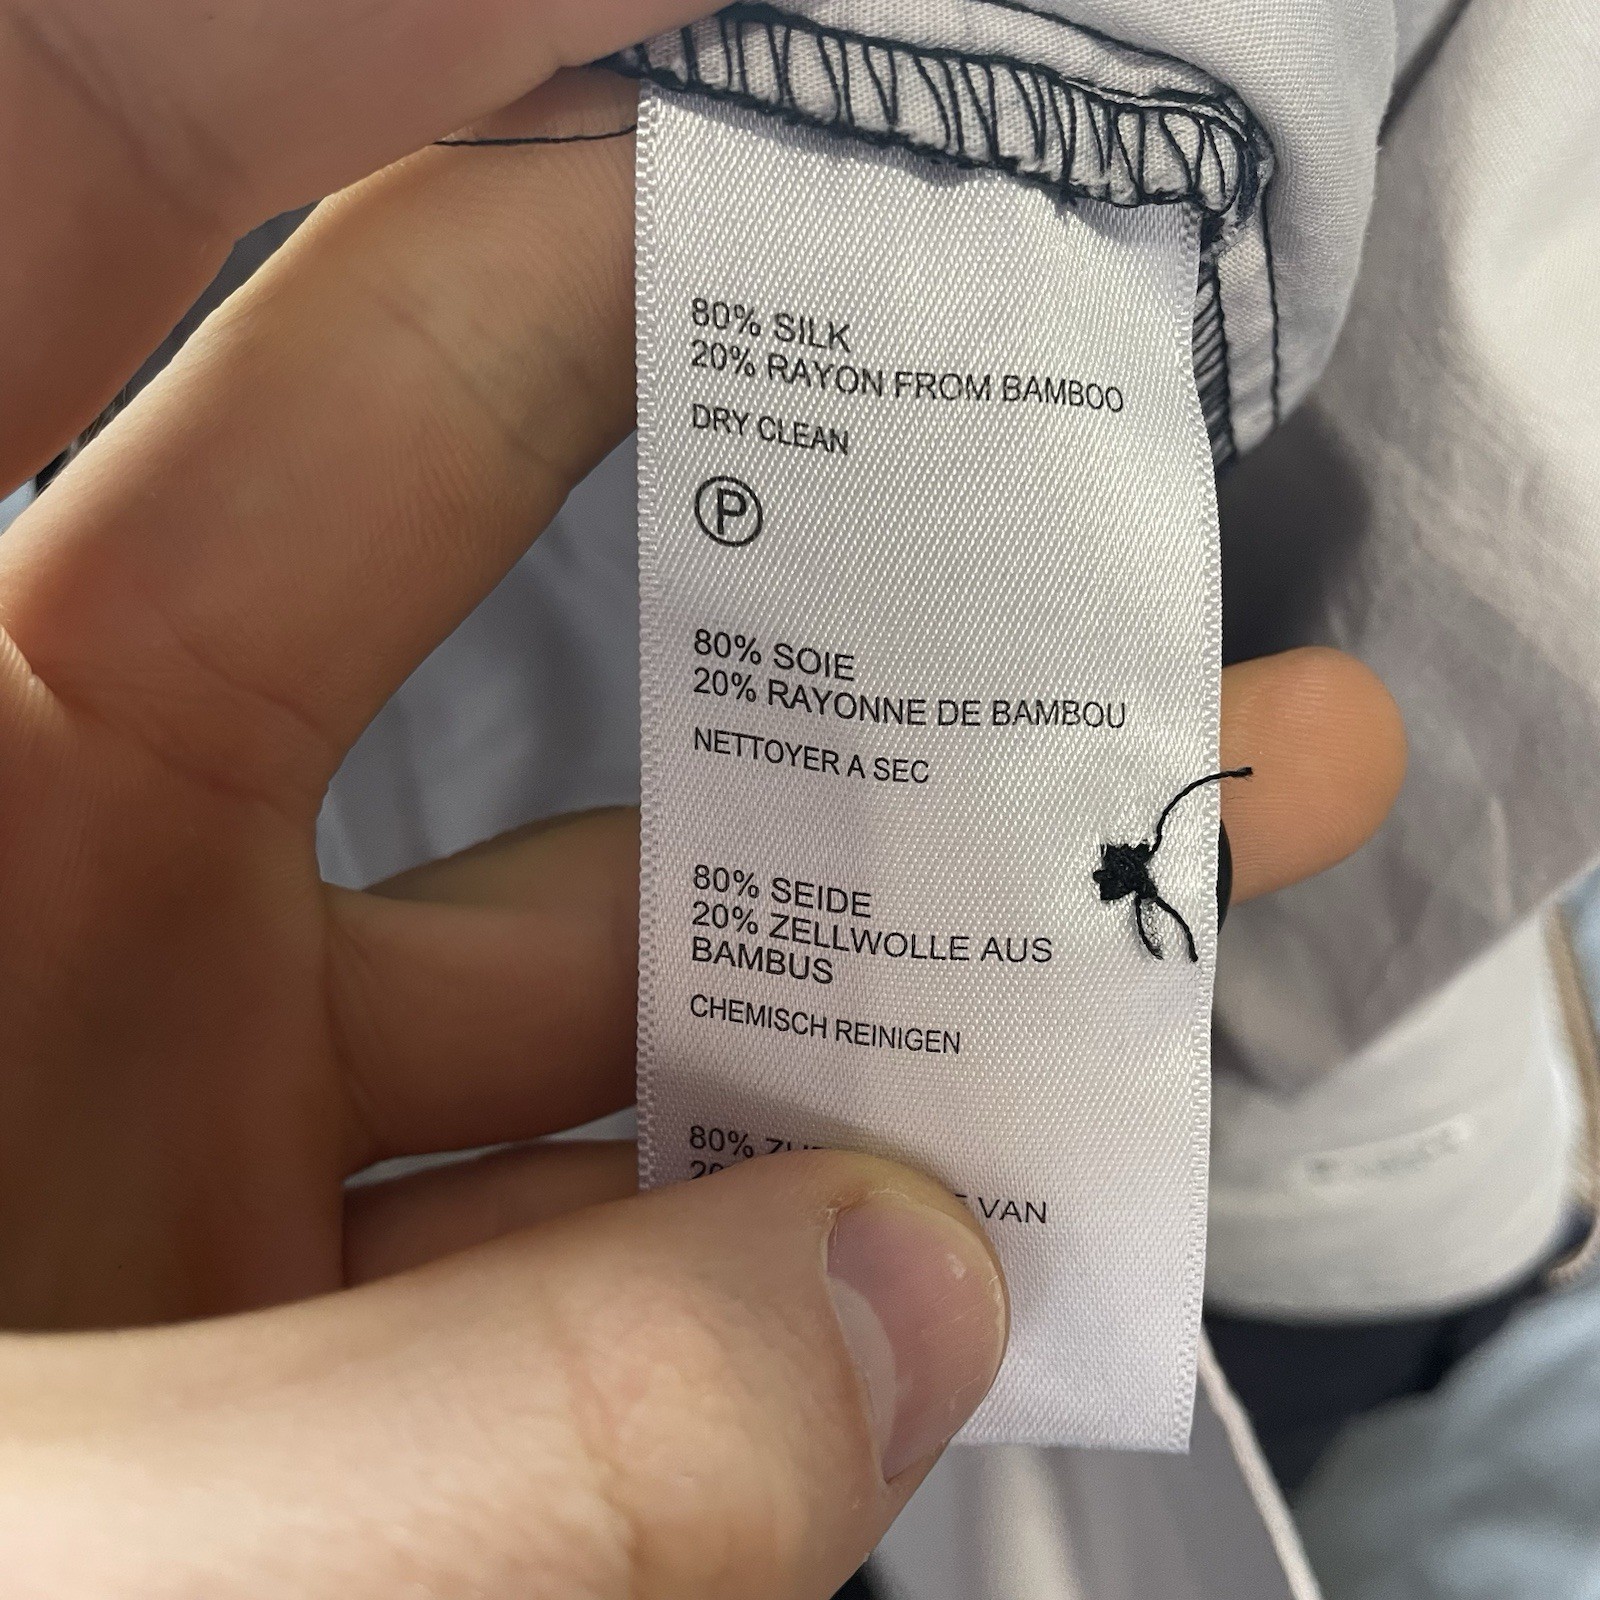 80% SILK
20% RAYON FROM BAMBOO
DRY CLEAN
P
80% SOIE
20% RAYONNE DE BAMBOU
NETTOYER A SEC
80% SEIDE
20% ZELLWOLLE AUS
BAMBUS
CHEMISCH REINIGEN
80%
VAN